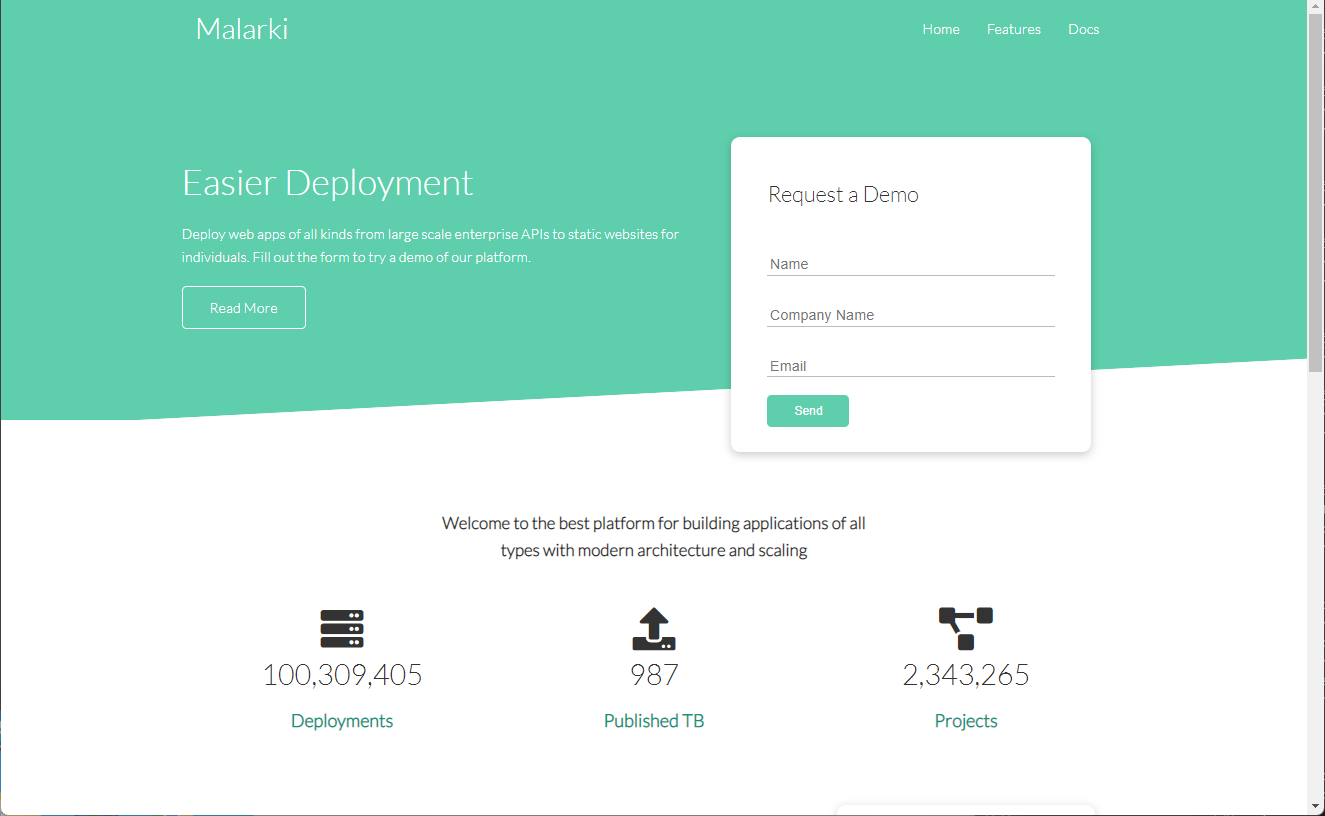 Malarki
Home Features Docs
Easier Deployment
Deploy web apps of all kinds from large scale enterprise APIs to static websites for
individuals. Fill out the form to try a demo of our platform.
Read More
Request a Demo
Name
Company Name
Email
Send
Welcome to the best platform for building applications of all
types with modern architecture and scaling
100,309,405
Deployments
987
Published TB
2,343,265
Projects